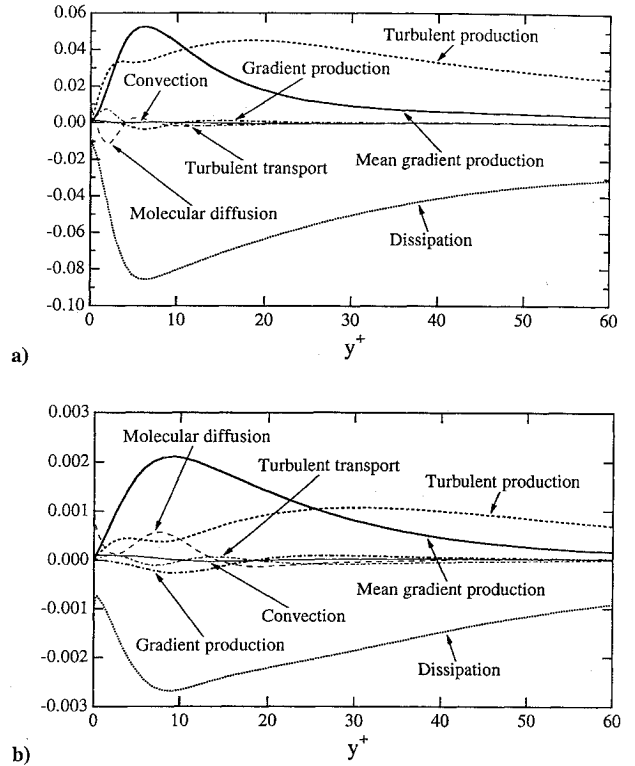 0.06
Turbulent production
0.04
Convection
Gradient production
0.02
0.00
-0.02
Turbulent transport
Mean gradient production
-0.04
Molecular diffusion
-0.06
Dissipation
-0.08
-0.10
0 10 20 30 40 50 60
a)
y+
0.003
Molecular diffusion
Turbulent transport
0.002
Turbulent production
0.001
0.000
Mean gradient production
-0.001
Convection
Gradient production
-0.002
Dissipation
-0.003
0 10 20 30 40 50 60
b)
y+